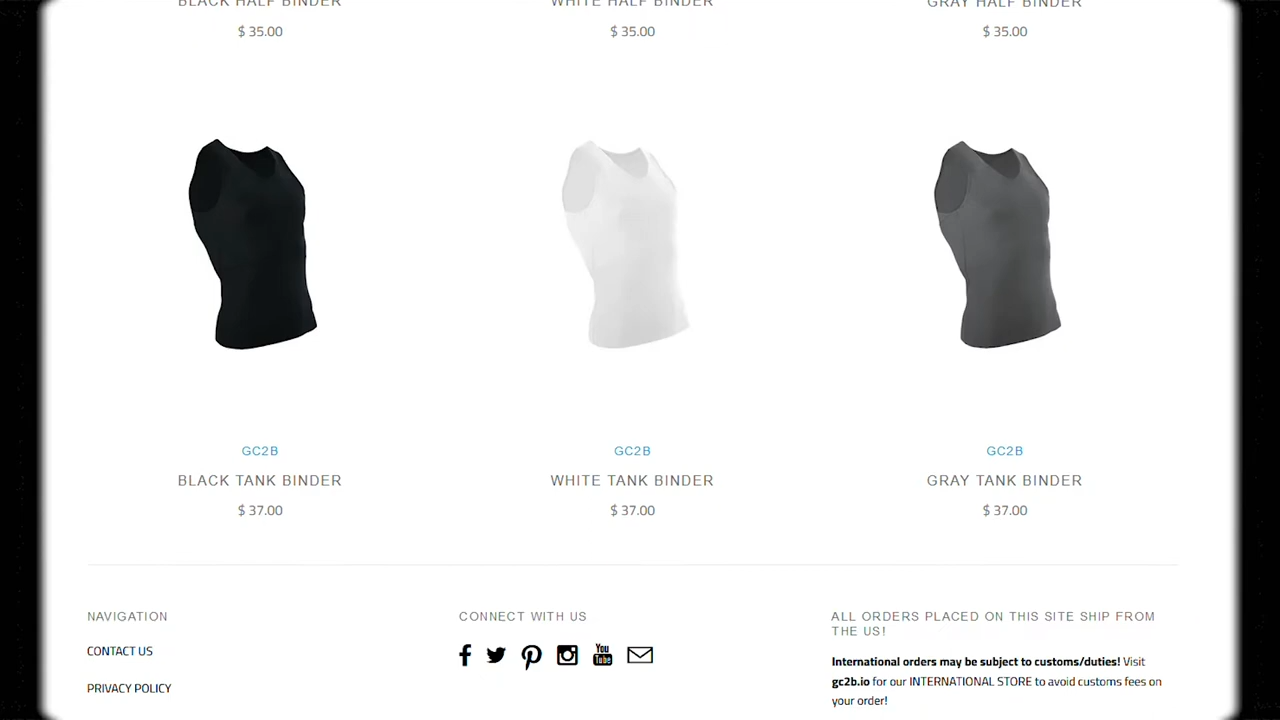 BLACK HALF BINDER
WHITE HALF BINDER
GRAY HALF BINDER
$ 35.00
$ 35.00
$ 35.00
GC2B
GC2B
GC2B
BLACK TANK BINDER
WHITE TANK BINDER
GRAY TANK BINDER
$ 37.00
$ 37.00
$ 37.00
NAVIGATION
CONTACT US
PRIVACY POLICY
CONNECT WITH US
You
Tube
ALL ORDERS PLACED ON THIS SITE SHIP FROM
THE US!
International orders may be subject to customs/duties! Visit
gc2b.io for our INTERNATIONAL STORE to avoid customs fees on
your order!